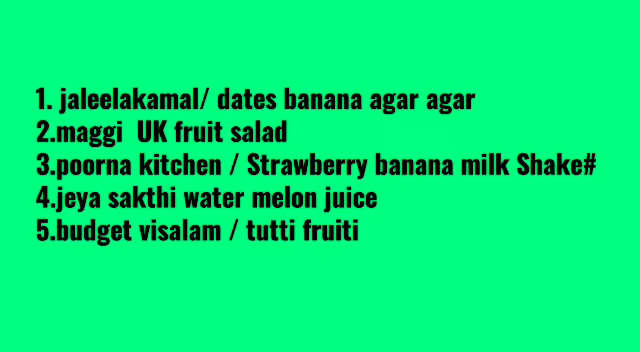 1. jaleelakamal/ dates banana agar agar
2.maggi  UK fruit salad
3.poorna kitchen / Strawberry banana milk Shake#
4.jeya sakthi water melon juice
5.budget visalam / tutti fruiti